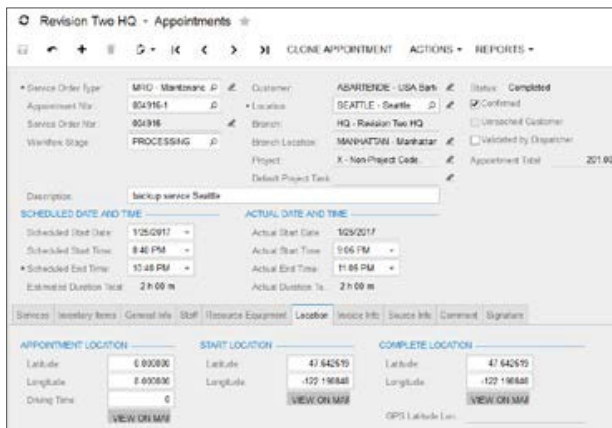 Revision Two HQ - Appointments
CLONE APPOINTMENT ACTIONS REPORTS
* Service Order Type: MRO - Maintenanc Customer: ABARTENDE - USA Bart Status: Completed
Appointment Nbr.: 004916-1 * Location: SEATTLE - Seattle Confirmed
Service Order Nbr.: 004916 Branch: HQ - Revision Two HQ Unreached Customer
Workflow Stage: PROCESSING Branch Location: MANHATTAN - Manhattan Validated by Dispatcher
Project: X - Non-Project Code. Appointment Total: 201.00
Default Project Task:
Description: backup service Seattle
SCHEDULED DATE AND TIME ACTUAL DATE AND TIME
Scheduled Start Date: 1/25/2017 Actual Start Date: 1/25/2017
Scheduled Start Time: 8:40 PM Actual Start Time: 9:06 PM
* Scheduled End Time: 10:40 PM Actual End Time: 11:06 PM
Estimated Duration Total: 2 h 00 m Actual Duration To.. 2 h 00 m
Services Inventory Items General Info Staff Resource Equipment Location Invoice Info Source Info Comment Signature
APPOINTMENT LOCATION START LOCATION COMPLETE LOCATION
Latitude: 0.000000 Latitude: 47.642619 Latitude: 47.642619
Longitude: 0.000000 Longitude: -122.196848 Longitude: -122.196848
Driving Time: 0 VIEW ON MAP VIEW ON MAP
VIEW ON MAP GPS Latitude Lon..